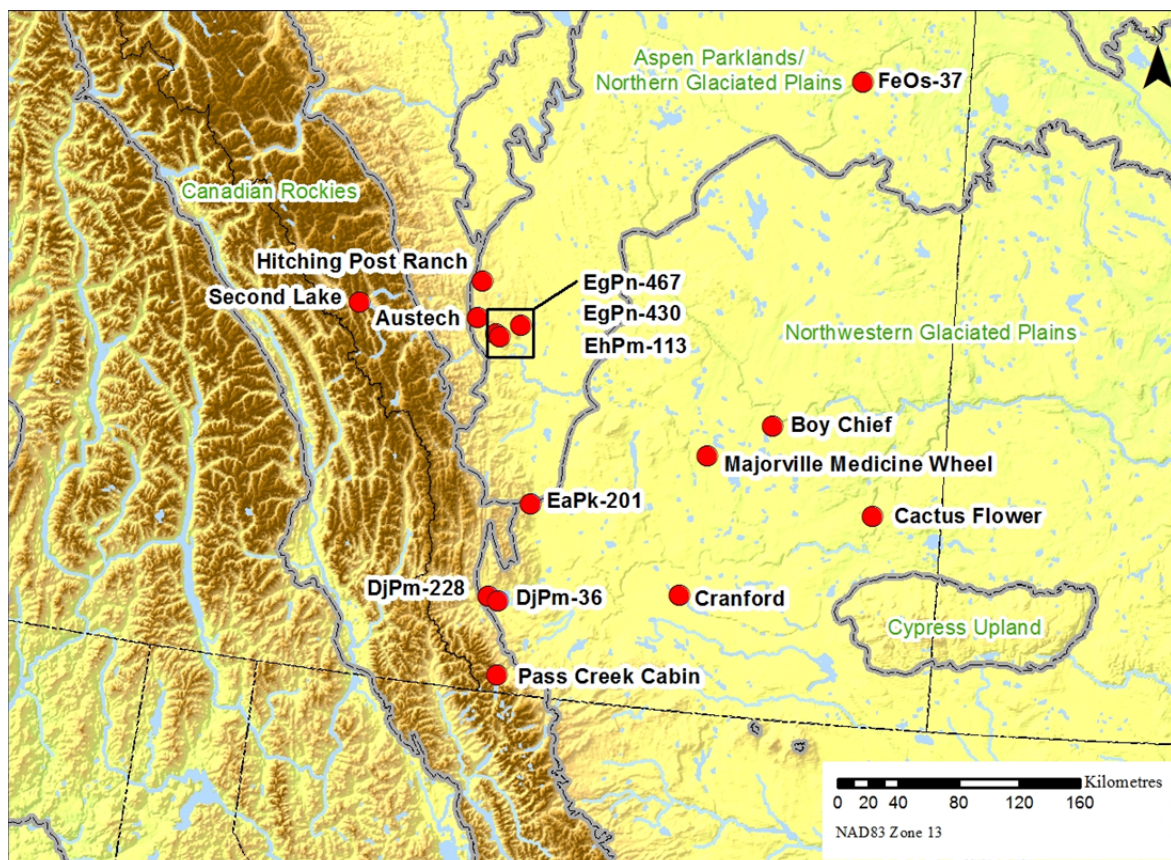 N
Aspen Parklands/
Northern Glaciated Plains
FeOs-37
Canadian Rockies
Hitching Post Ranch
Second Lake
Austech
EgPn-467
EgPn-430
EhPm-113
Northwestern Glaciated Plains
Boy Chief
Majorville Medicine Wheel
EaPk-201
Cactus Flower
DjPm-228
DjPm-36
Cranford
Cypress Upland
Pass Creek Cabin
Kilometres
0 20 40 80 120 160
NAD83 Zone 13